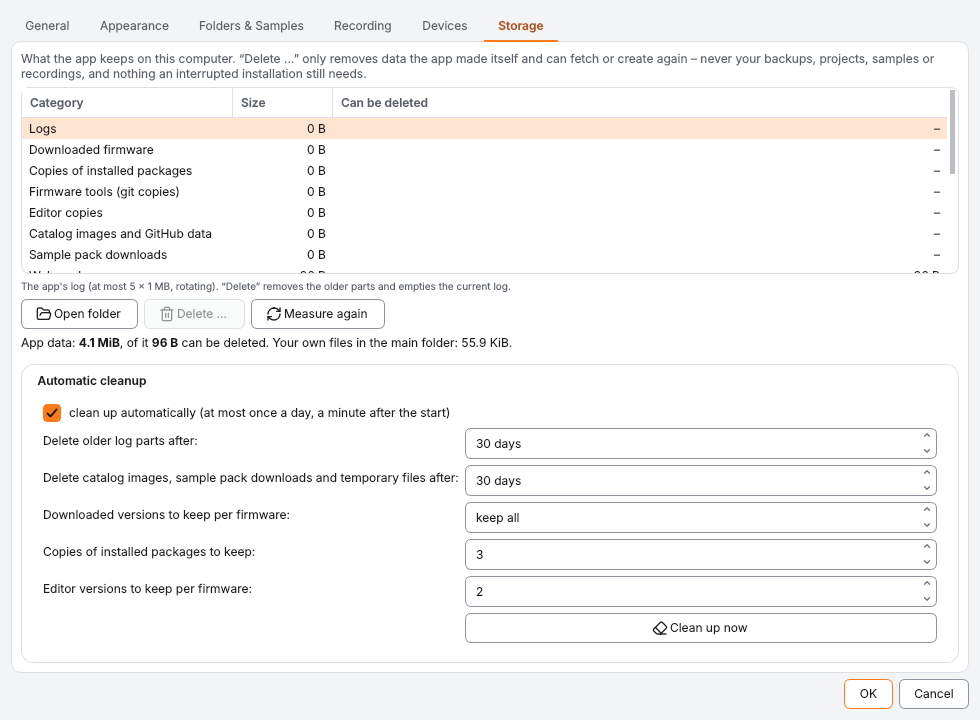 General Appearance Folders & Samples Recording Devices Storage
What the app keeps on this computer. “Delete ...” only removes data the app made itself and can fetch or create again – never your backups, projects, samples or
recordings, and nothing an interrupted installation still needs.
Category Size Can be deleted
Logs 0 B –
Downloaded firmware 0 B –
Copies of installed packages 0 B –
Firmware tools (git copies) 0 B –
Editor copies 0 B –
Catalog images and GitHub data 0 B –
Sample pack downloads 0 B –
The app's log (at most 5 × 1 MB, rotating). “Delete” removes the older parts and empties the current log.
Open folder Delete ... Measure again
App data: 4.1 MiB, of it 96 B can be deleted. Your own files in the main folder: 55.9 KiB.
Automatic cleanup
clean up automatically (at most once a day, a minute after the start)
Delete older log parts after: 30 days
Delete catalog images, sample pack downloads and temporary files after: 30 days
Downloaded versions to keep per firmware: keep all
Copies of installed packages to keep: 3
Editor versions to keep per firmware: 2
Clean up now
OK Cancel